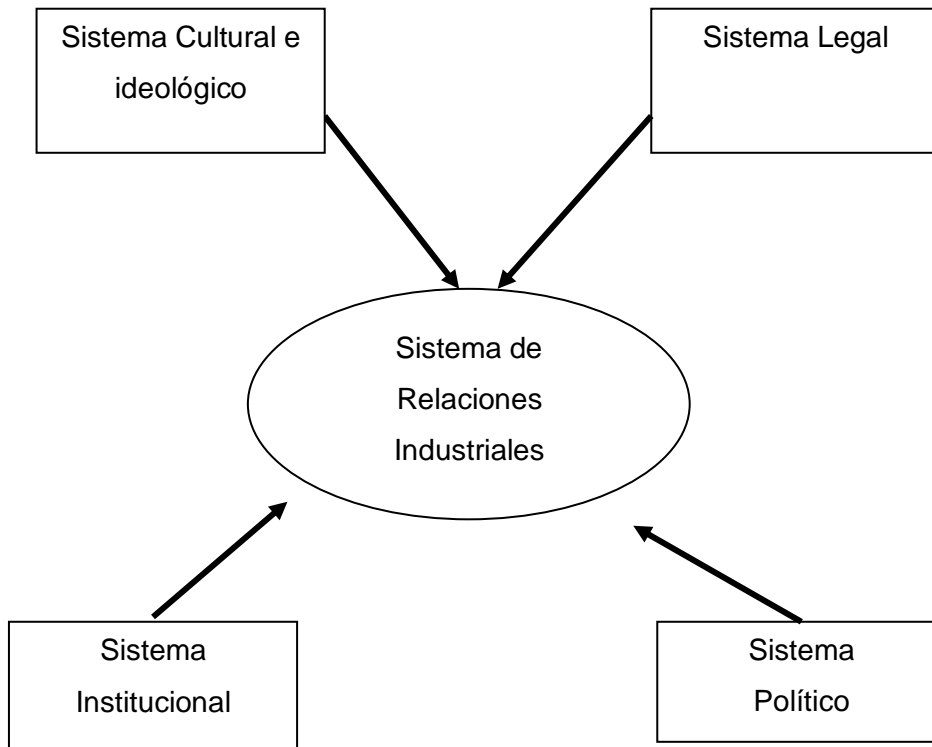 Sistema Cultural e
ideológico
Sistema Legal
Sistema de
Relaciones
Industriales
Sistema
Institucional
Sistema
Político